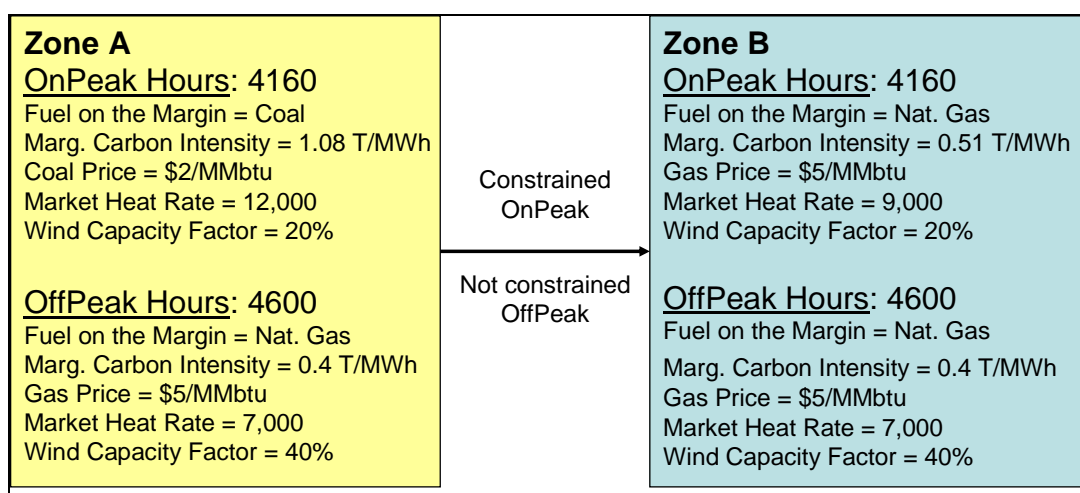 Zone A
OnPeak Hours: 4160
Fuel on the Margin = Coal
Marg. Carbon Intensity = 1.08 T/MWh
Coal Price = $2/MMbtu
Market Heat Rate = 12,000
Wind Capacity Factor = 20%
OffPeak Hours: 4600
Fuel on the Margin = Nat. Gas
Marg. Carbon Intensity = 0.4 T/MWh
Gas Price = $5/MMbtu
Market Heat Rate = 7,000
Wind Capacity Factor = 40%
Constrained
OnPeak
Not constrained
OffPeak
Zone B
OnPeak Hours: 4160
Fuel on the Margin = Nat. Gas
Marg. Carbon Intensity = 0.51 T/MWh
Gas Price = $5/MMbtu
Market Heat Rate = 9,000
Wind Capacity Factor = 20%
OffPeak Hours: 4600
Fuel on the Margin = Nat. Gas
Marg. Carbon Intensity = 0.4 T/MWh
Gas Price = $5/MMbtu
Market Heat Rate = 7,000
Wind Capacity Factor = 40%